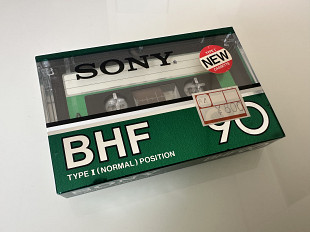 SONY
NEW
BHF
90
TYPE I (NORMAL) POSITION